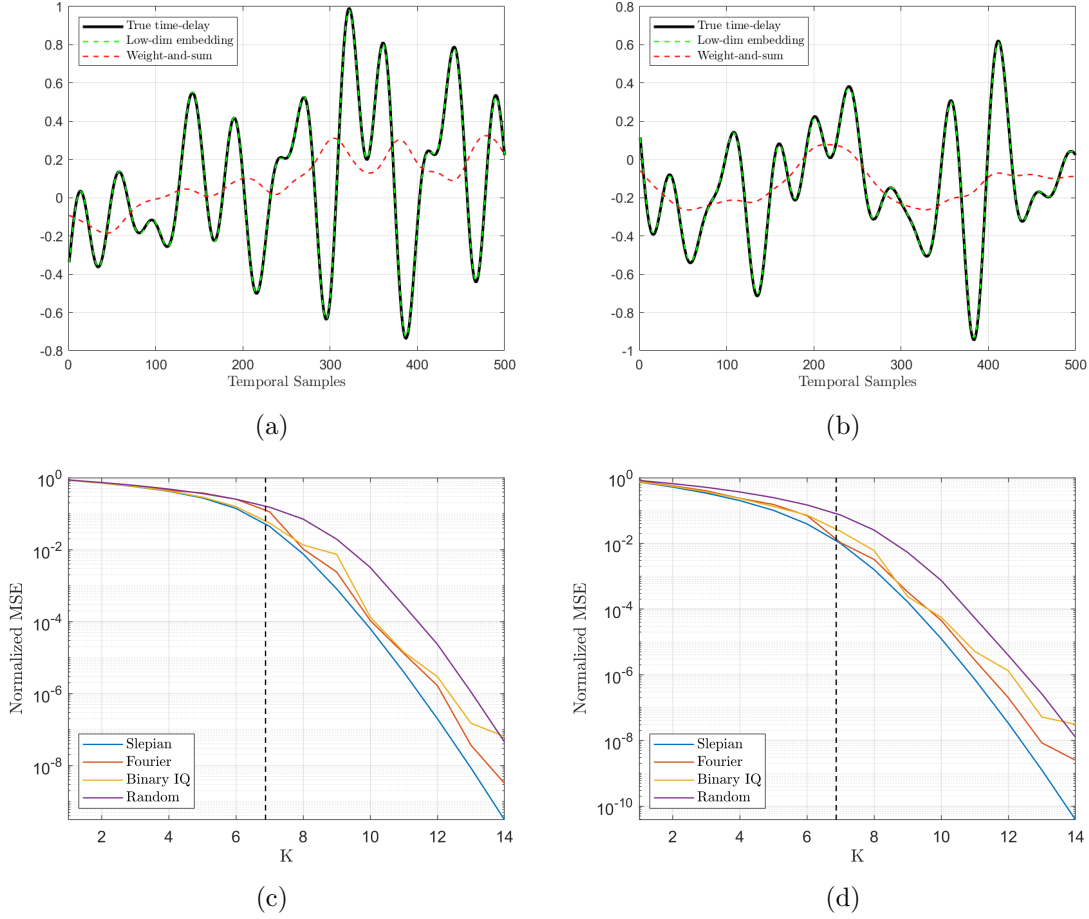 True time-delay
Low-dim embedding
Weight-and-sum
1
0.8
0.6
0.4
0.2
0
-0.2
-0.4
-0.6
-0.8
0 100 200 300 400 500
Temporal Samples
(a)
True time-delay
Low-dim embedding
Weight-and-sum
0.8
0.6
0.4
0.2
0
-0.2
-0.4
-0.6
-0.8
-1
0 100 200 300 400 500
Temporal Samples
(b)
10^0
10^-2
10^-4
10^-6
10^-8
Normalized MSE
Slepian
Fourier
Binary IQ
Random
2 4 6 8 10 12 14
K
(c)
10^0
10^-2
10^-4
10^-6
10^-8
10^-10
Normalized MSE
Slepian
Fourier
Binary IQ
Random
2 4 6 8 10 12 14
K
(d)